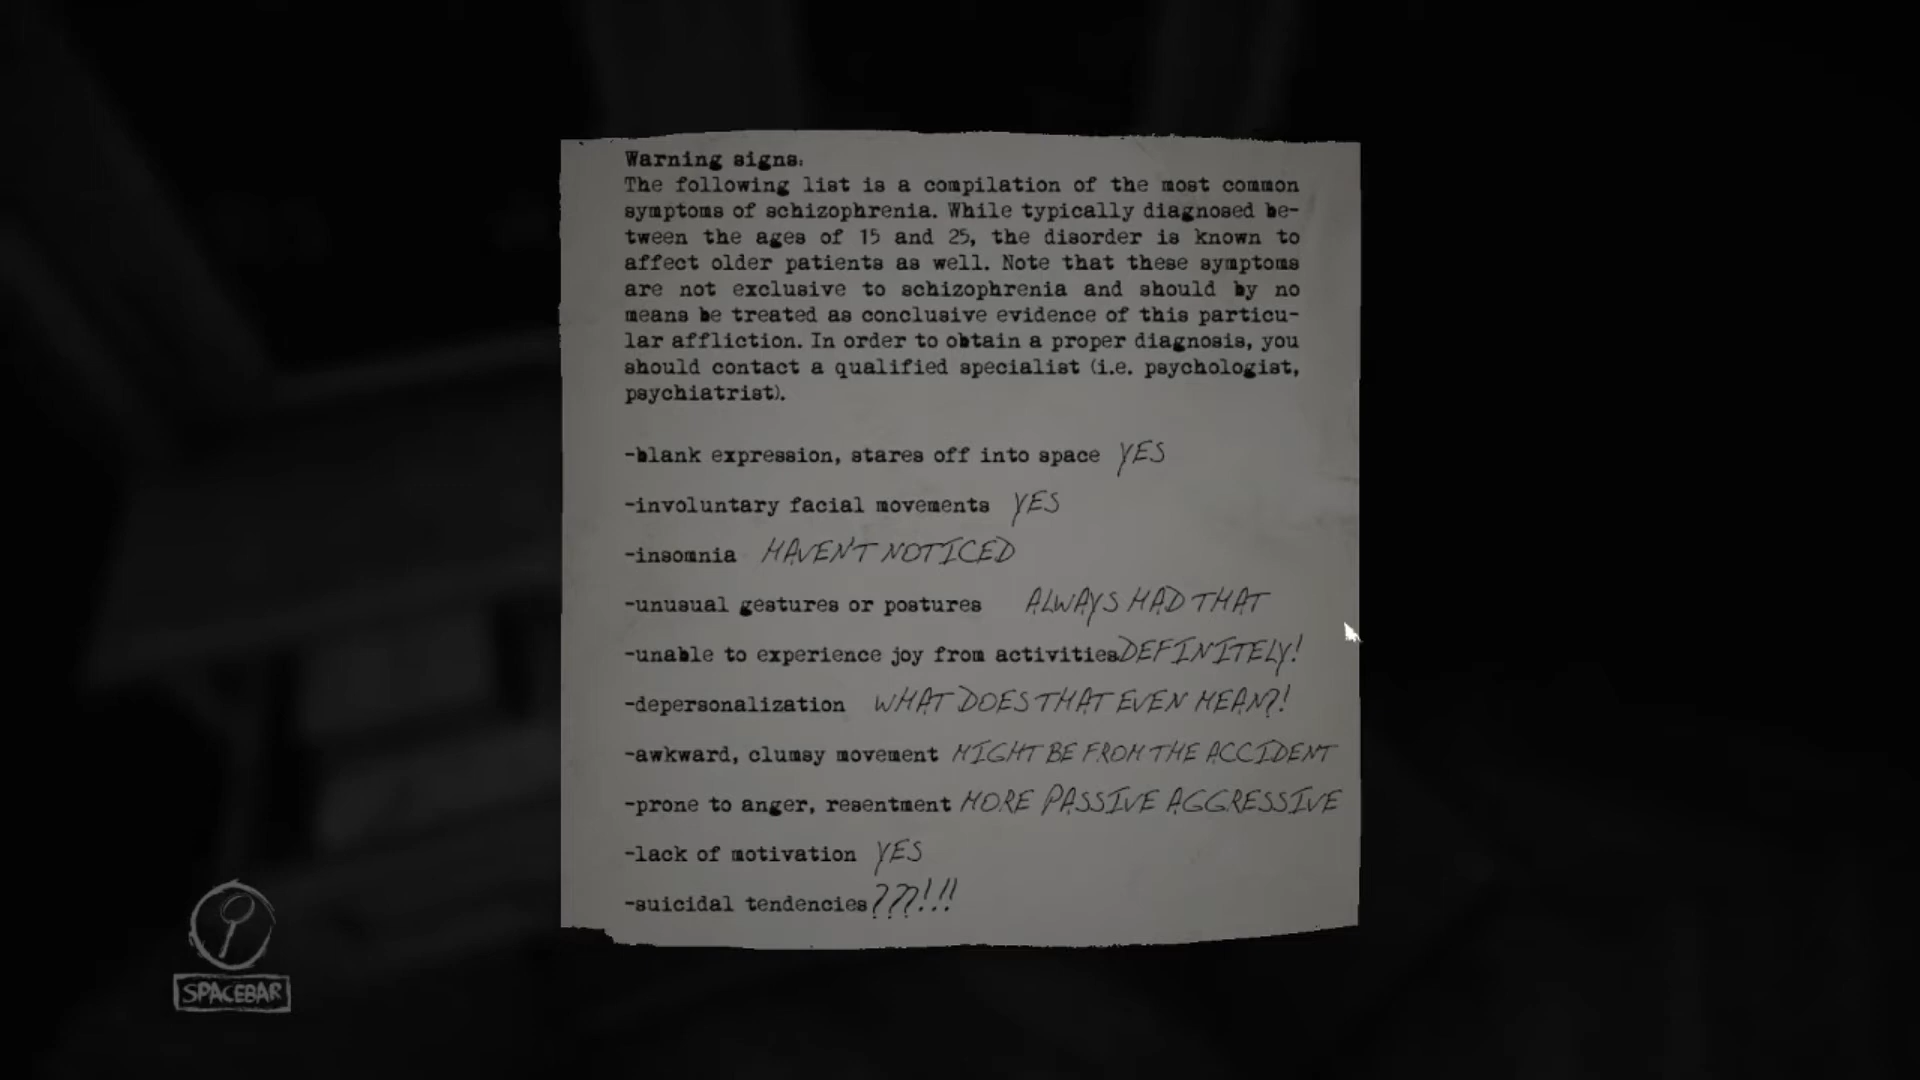 Warning signs:
The following list is a compilation of the most common
symptoms of schizophrenia. While typically diagnosed be-
tween the ages of 15 and 25, the disorder is known to
affect older patients as well. Note that these symptoms
are not exclusive to schizophrenia and should by no
means be treated as conclusive evidence of this particu-
lar affliction. In order to obtain a proper diagnosis, you
should contact a qualified specialist (i.e. psychologist,
psychiatrist).
-blank expression, stares off into space YES
-involuntary facial movements YES
-insomnia HAVEN'T NOTICED
-unusual gestures or postures ALWAYS HAD THAT
-unable to experience joy from activities DEFINITELY!
-depersonalization WHAT DOES THAT EVEN MEAN?!
-awkward, clumsy movement MIGHT BE FROM THE ACCIDENT
-prone to anger, resentment MORE PASSIVE AGGRESSIVE
-lack of motivation YES
-suicidal tendencies ???!!!
SPACEBAR